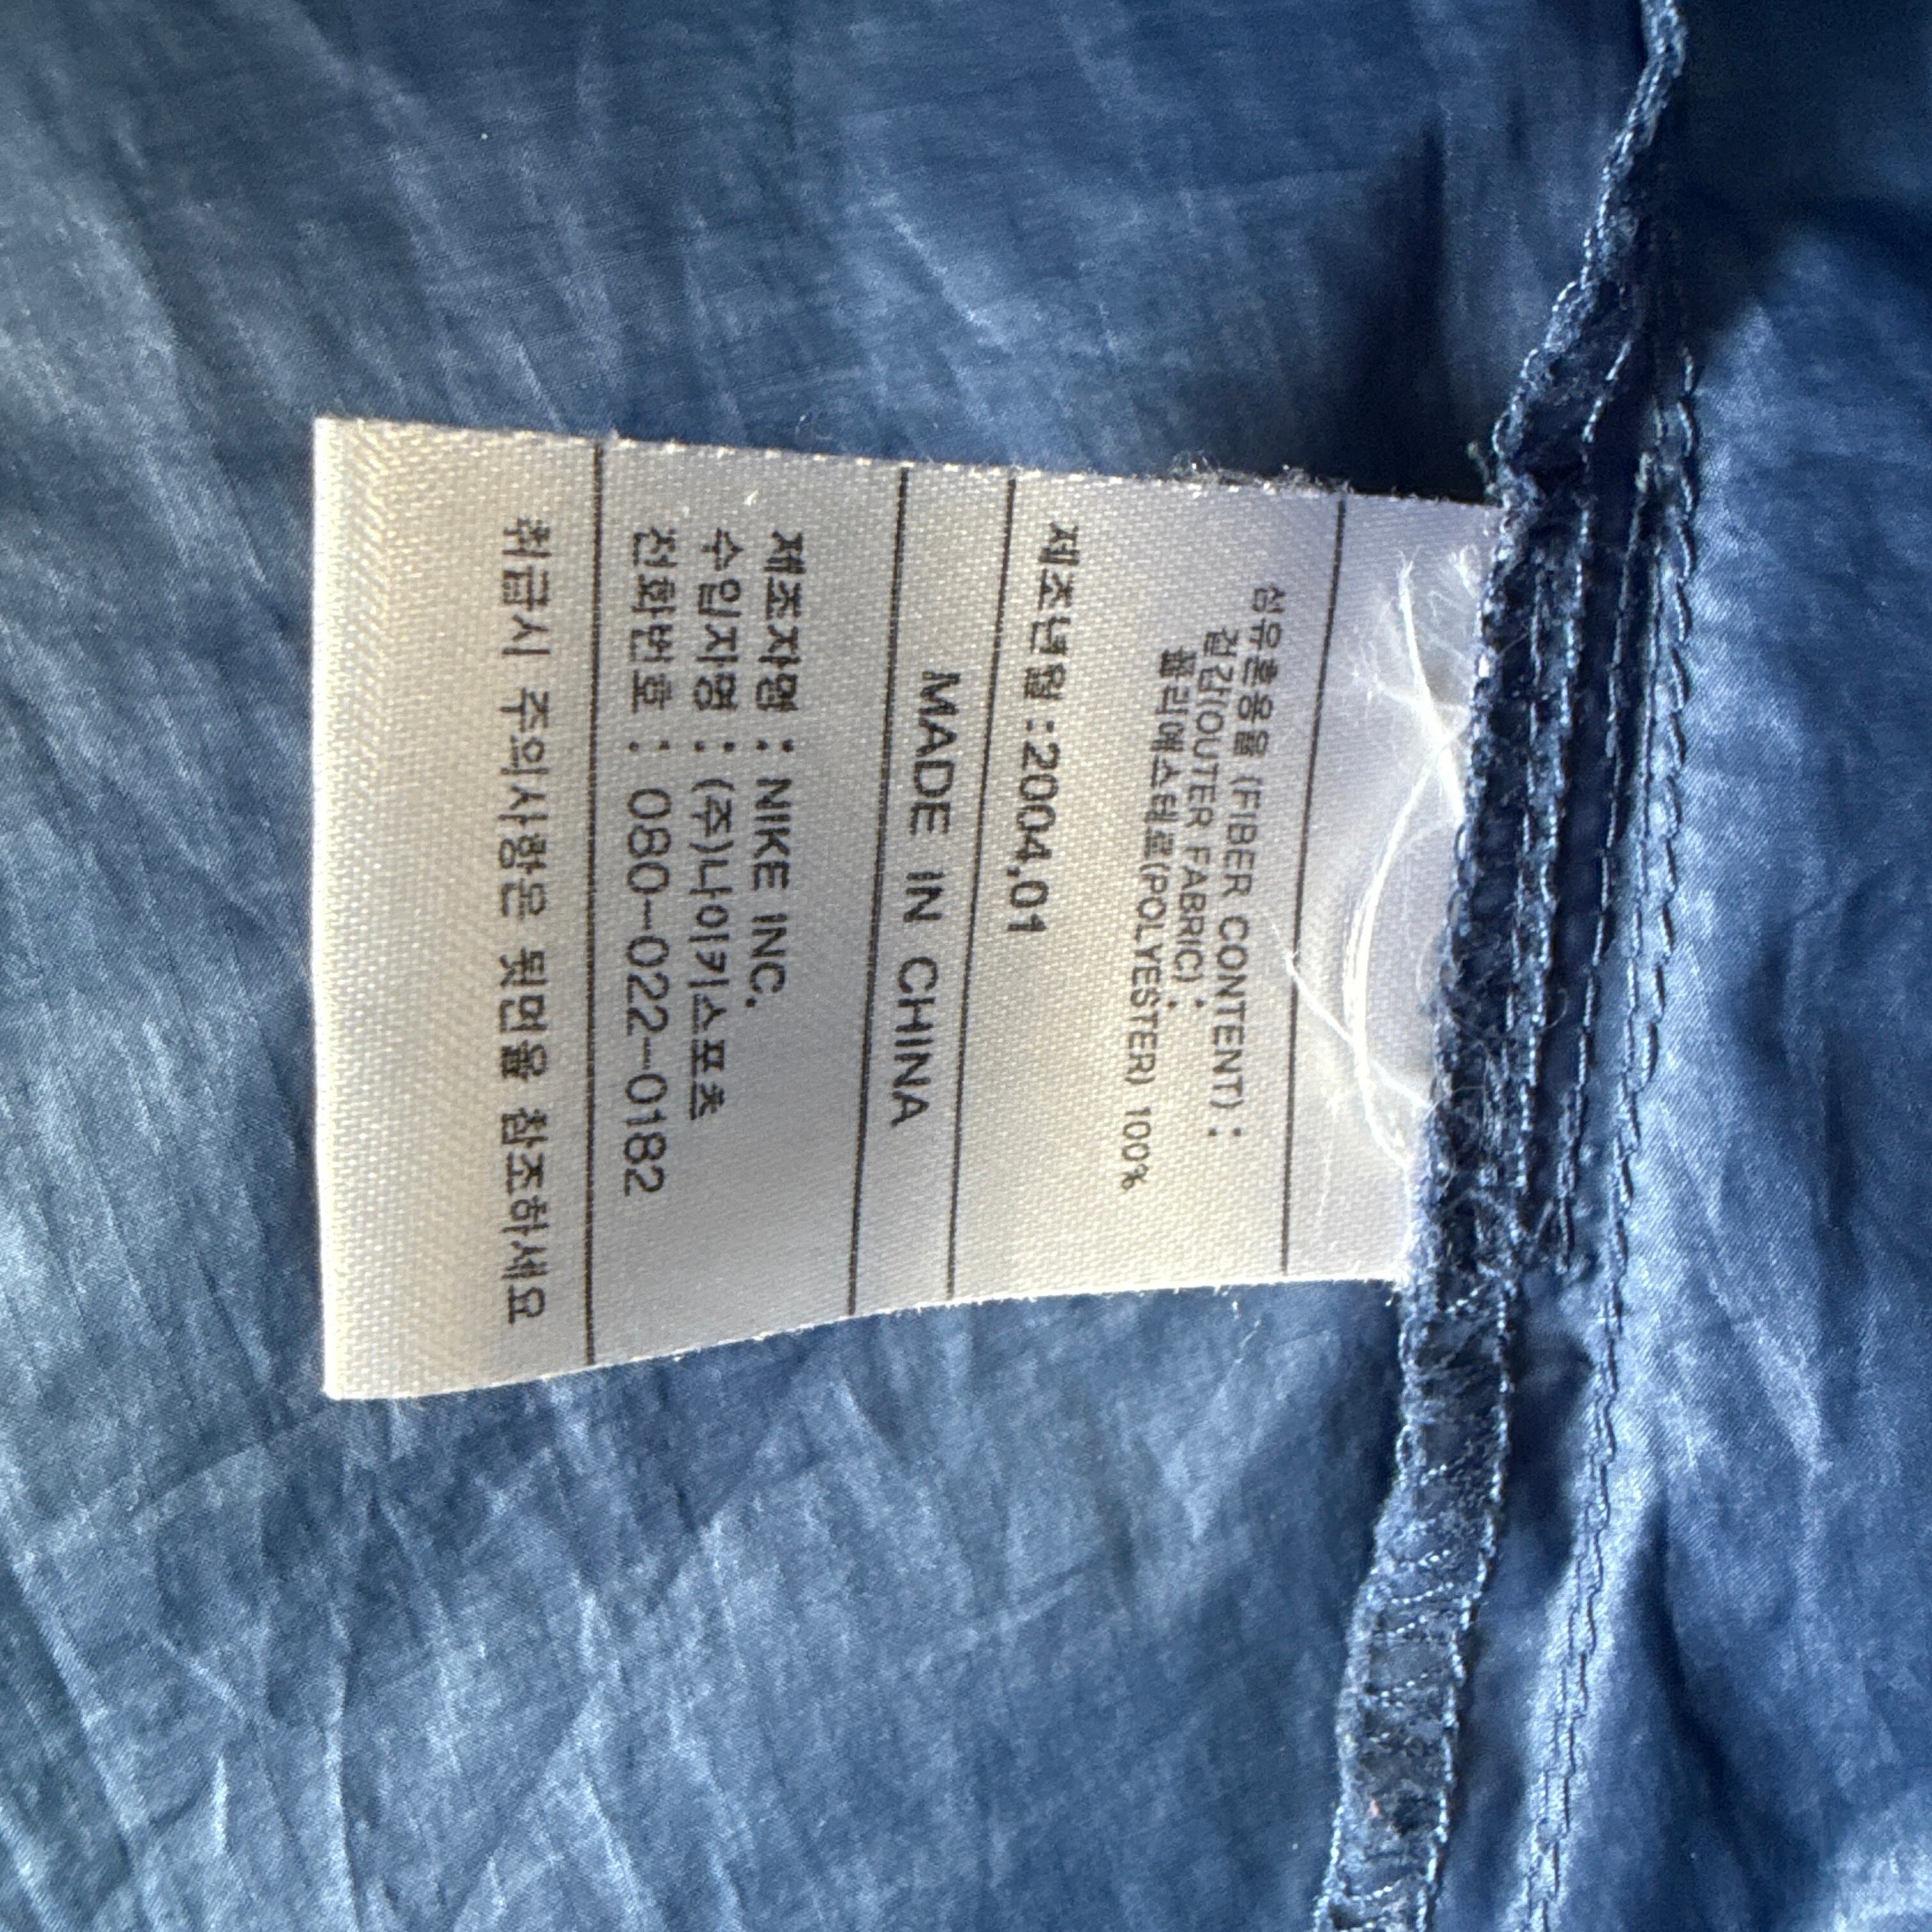 섬유혼용율 (FIBER CONTENT) :
겉감(OUTER FABRIC) :
폴리에스터르(POLYESTER) 100%
제조년월 :2004,01
MADE IN CHINA
제조자명 : NIKE INC.
수입자명 : (주)나이키스포츠
전화번호 : 080-022-0182
취급시 주의사항은 뒷면을 참조하세요